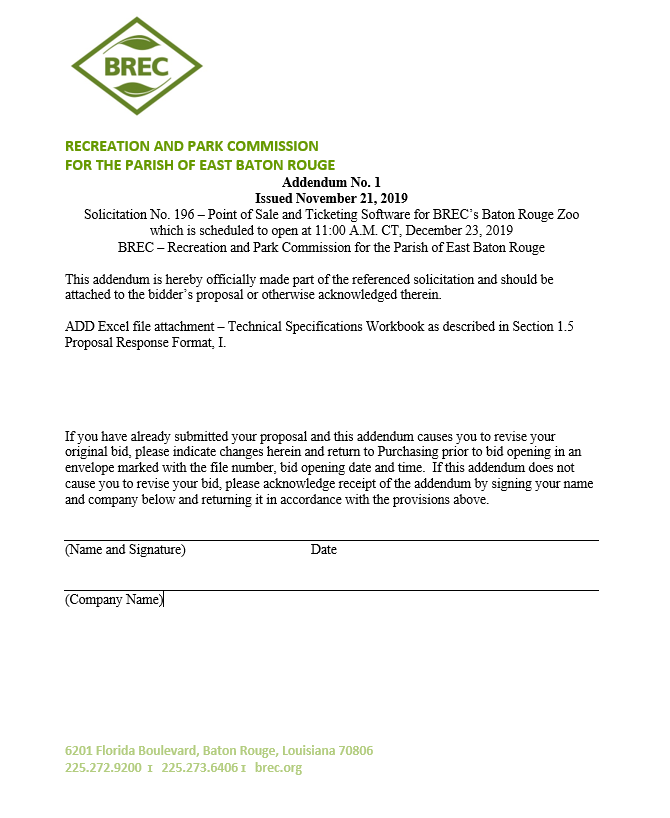 BREC
RECREATION AND PARK COMMISSION
FOR THE PARISH OF EAST BATON ROUGE
Addendum No. 1
Issued November 21, 2019
Solicitation No. 196 – Point of Sale and Ticketing Software for BREC's Baton Rouge Zoo
which is scheduled to open at 11:00 A.M. CT, December 23, 2019
BREC – Recreation and Park Commission for the Parish of East Baton Rouge
This addendum is hereby officially made part of the referenced solicitation and should be
attached to the bidder's proposal or otherwise acknowledged therein.
ADD Excel file attachment – Technical Specifications Workbook as described in Section 1.5
Proposal Response Format, I.
If you have already submitted your proposal and this addendum causes you to revise your
original bid, please indicate changes herein and return to Purchasing prior to bid opening in an
envelope marked with the file number, bid opening date and time.  If this addendum does not
cause you to revise your bid, please acknowledge receipt of the addendum by signing your name
and company below and returning it in accordance with the provisions above.
(Name and Signature) Date
(Company Name)
6201 Florida Boulevard, Baton Rouge, Louisiana 70806
225.272.9200 I 225.273.6406 I brec.org